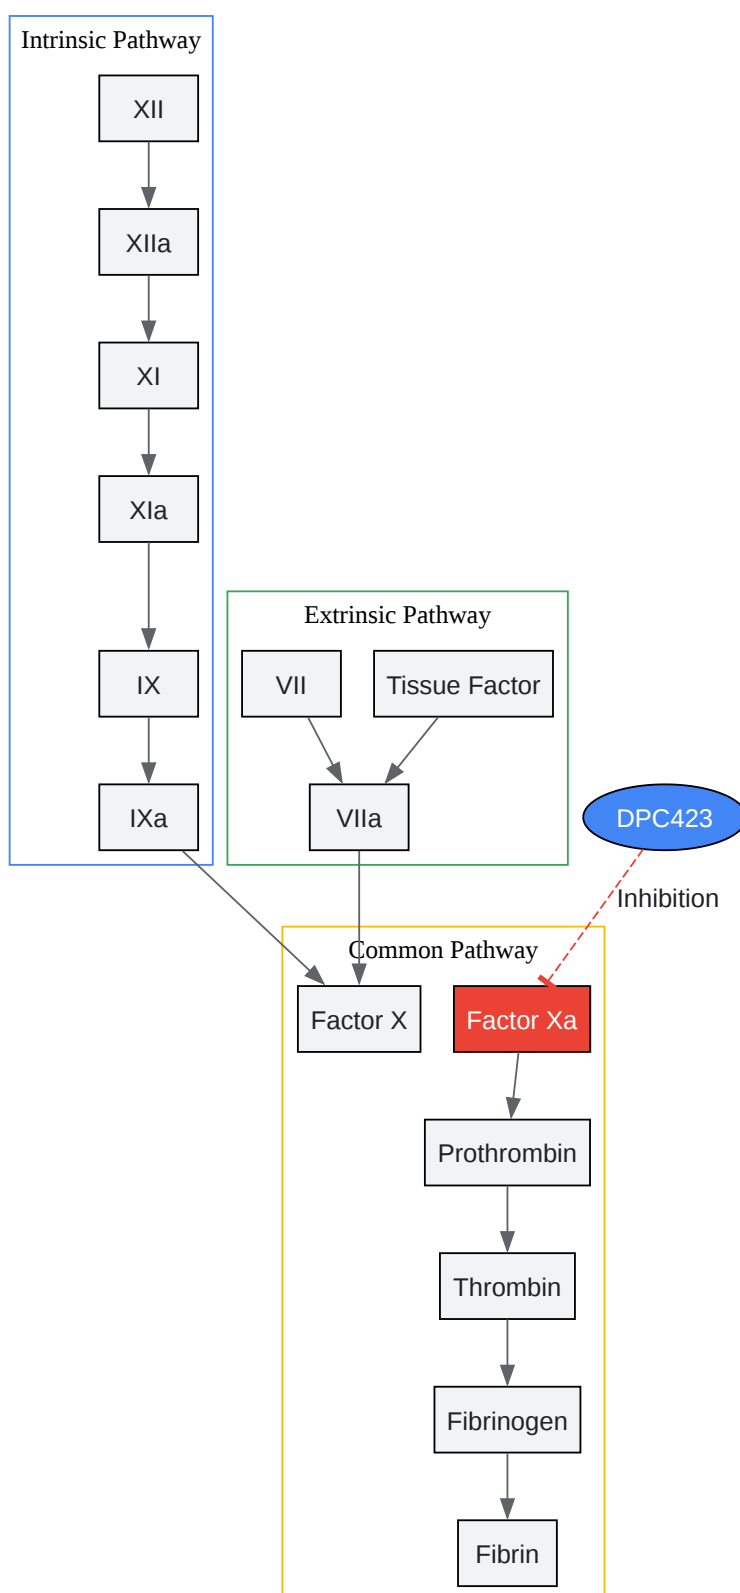 Intrinsic Pathway
XII
XIIa
XI
XIa
Extrinsic Pathway
IX
VII
Tissue Factor
IXa
VIIa
DPC423
Inhibition
Common Pathway
Factor X
Factor Xa
Prothrombin
Thrombin
Fibrinogen
Fibrin